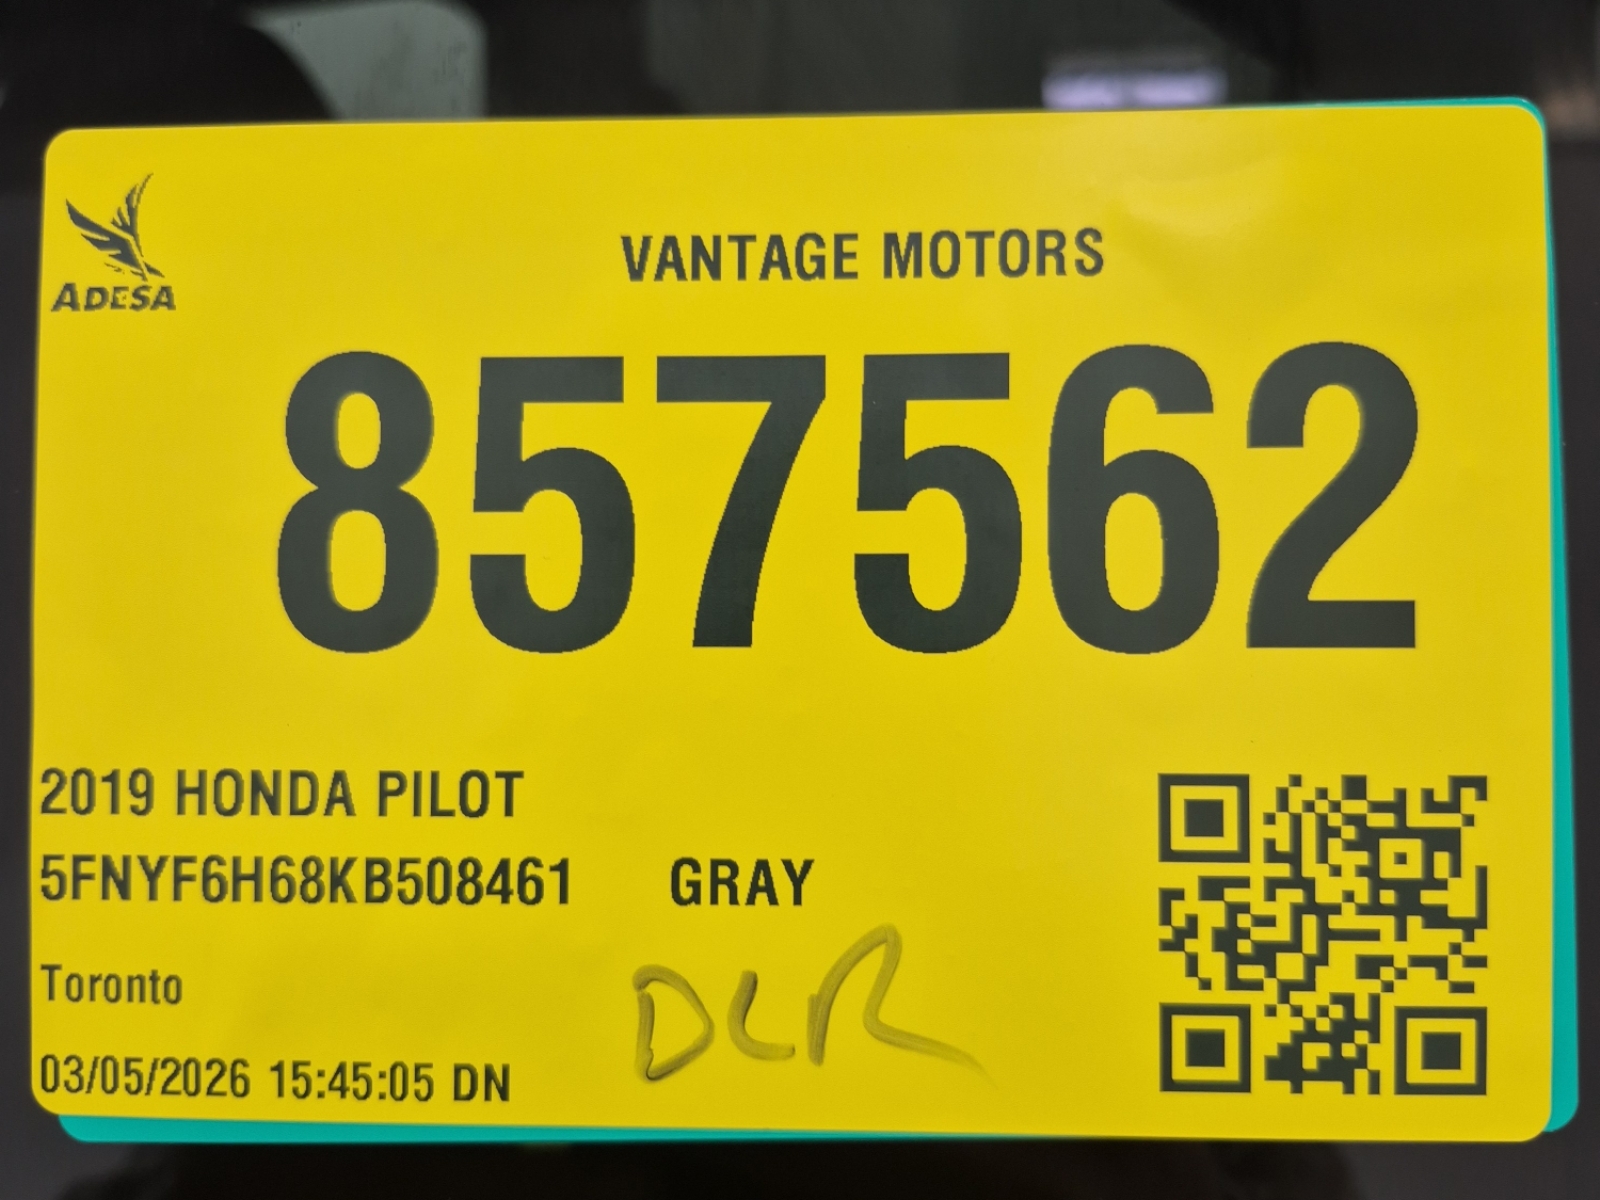 ADESA
VANTAGE MOTORS
857562
2019 HONDA PILOT
5FNYF6H68KB508461 GRAY
Toronto
DLR
03/05/2026 15:45:05 DN